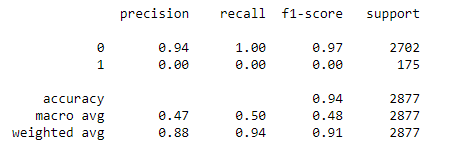 precision recall f1-score support
0 0.94 1.00 0.97 2702
1 0.00 0.00 0.00 175
accuracy 0.94 2877
macro avg 0.47 0.50 0.48 2877
weighted avg 0.88 0.94 0.91 2877